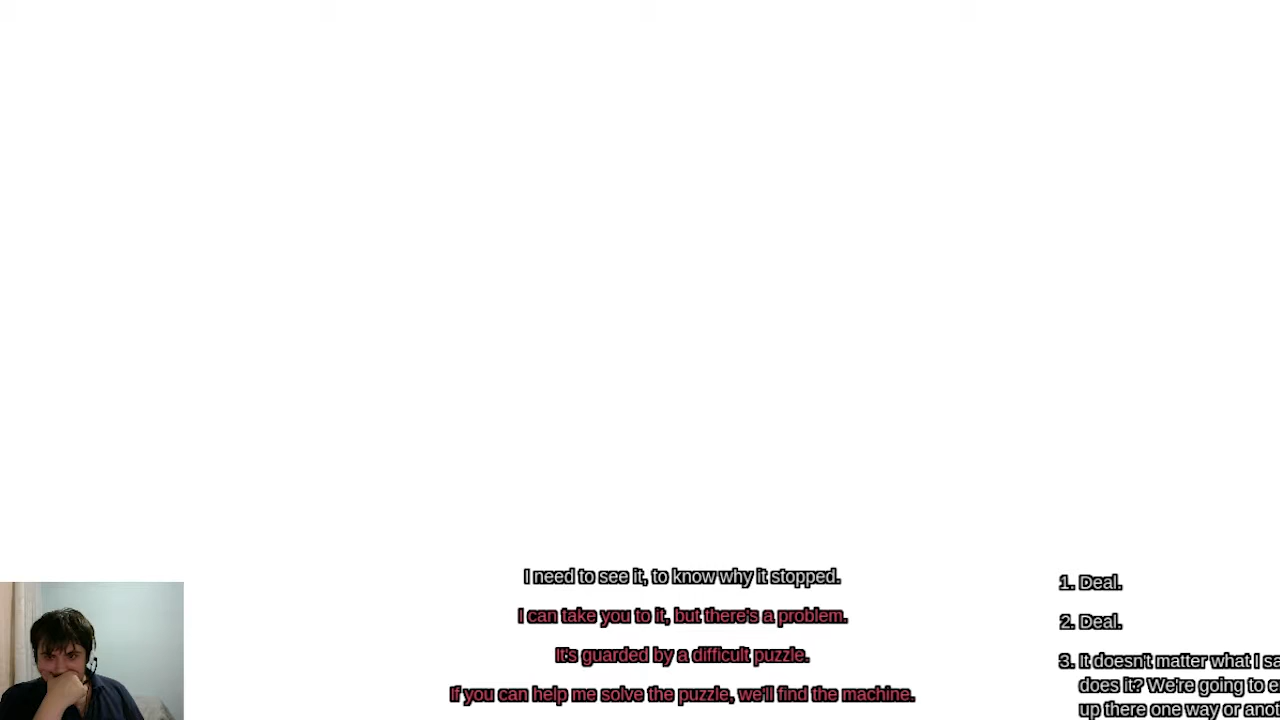 I need to see it, to know why it stopped.
I can take you to it, but there's a problem.
It's guarded by a difficult puzzle.
If you can help me solve the puzzle, we'll find the machine.
1. Deal.
2. Deal.
3. It doesn't matter what I sa
does it? We're going to e
up there one way or anot